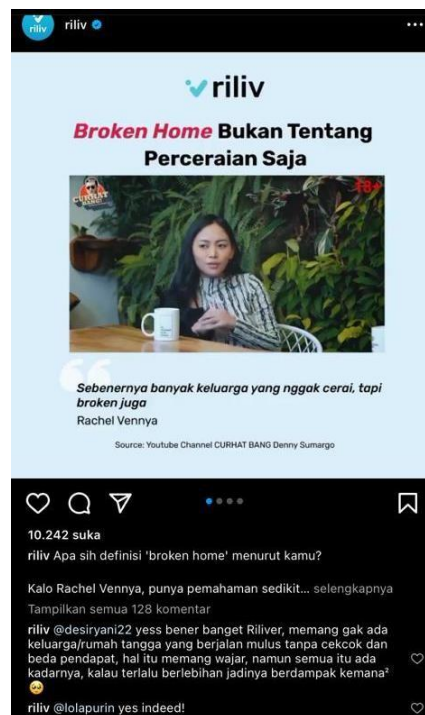 riliv
riliv
riliv
Broken Home Bukan Tentang
Perceraian Saja
CURHAT
BANG
18+
Sebenernya banyak keluarga yang nggak cerai, tapi
broken juga
Rachel Vennya
Source: Youtube Channel CURHAT BANG Denny Sumargo
10.242 suka
riliv Apa sih definisi 'broken home' menurut kamu?
Kalo Rachel Vennya, punya pemahaman sedikit... selengkapnya
Tampilkan semua 128 komentar
riliv @desiryani22 yess bener banget Riliver, memang gak ada
keluarga/rumah tangga yang berjalan mulus tanpa cekcok dan
beda pendapat, hal itu memang wajar, namun semua itu ada
kadarnya, kalau terlalu berlebihan jadinya berdampak kemana²
🥺
riliv @lolapurin yes indeed!